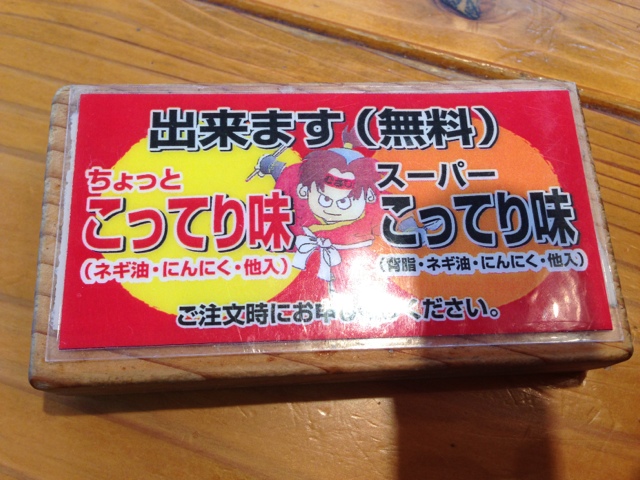 出来ます(無料)
ちょっと
こってり味
(ネギ油・にんにく・他入)
スーパー
こってり味
(背脂・ネギ油・にんにく・他入)
ご注文時にお申し ください。